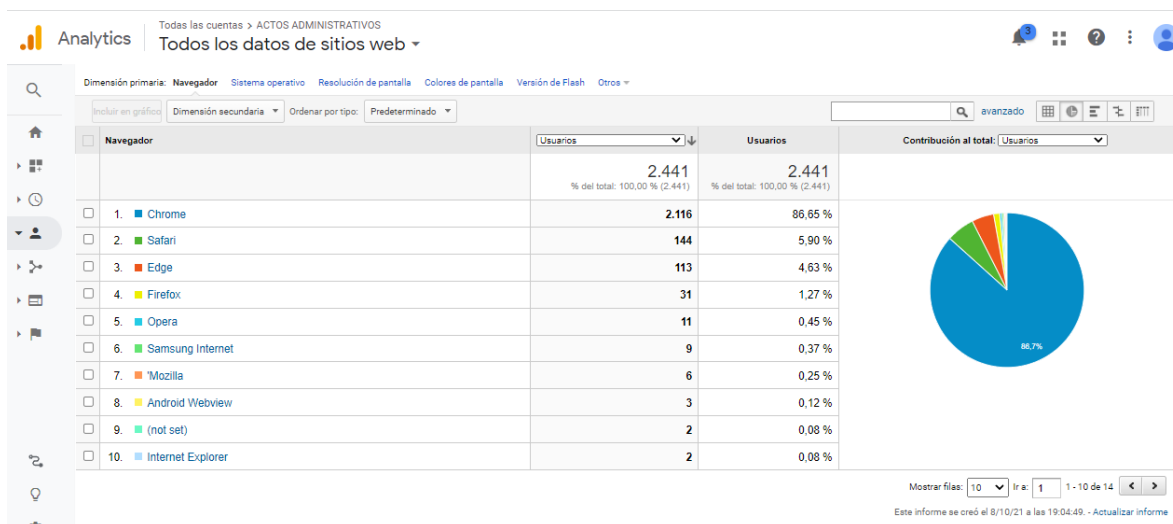 Todas las cuentas > ACTOS ADMINISTRATIVOS
Analytics
Todos los datos de sitios web
3
Dimensión primaria: Navegador Sistema operativo Resolución de pantalla Colores de pantalla Versión de Flash Otros
Incluir en gráfico Dimensión secundaria Ordenar por tipo: Predeterminado avanzado
Navegador Usuarios Usuarios Contribución al total: Usuarios
2.441 2.441
% del total: 100,00 % (2.441) % del total: 100,00 % (2.441)
1. Chrome 2.116 86,65 %
2. Safari 144 5,90 %
3. Edge 113 4,63 %
4. Firefox 31 1,27 %
5. Opera 11 0,45 %
6. Samsung Internet 9 0,37 %
7. 'Mozilla 6 0,25 %
8. Android Webview 3 0,12 %
9. (not set) 2 0,08 %
10. Internet Explorer 2 0,08 %
86,7%
Mostrar filas: 10 Ir a: 1 1 - 10 de 14
Este informe se creó el 8/10/21 a las 19:04:49. - Actualizar informe